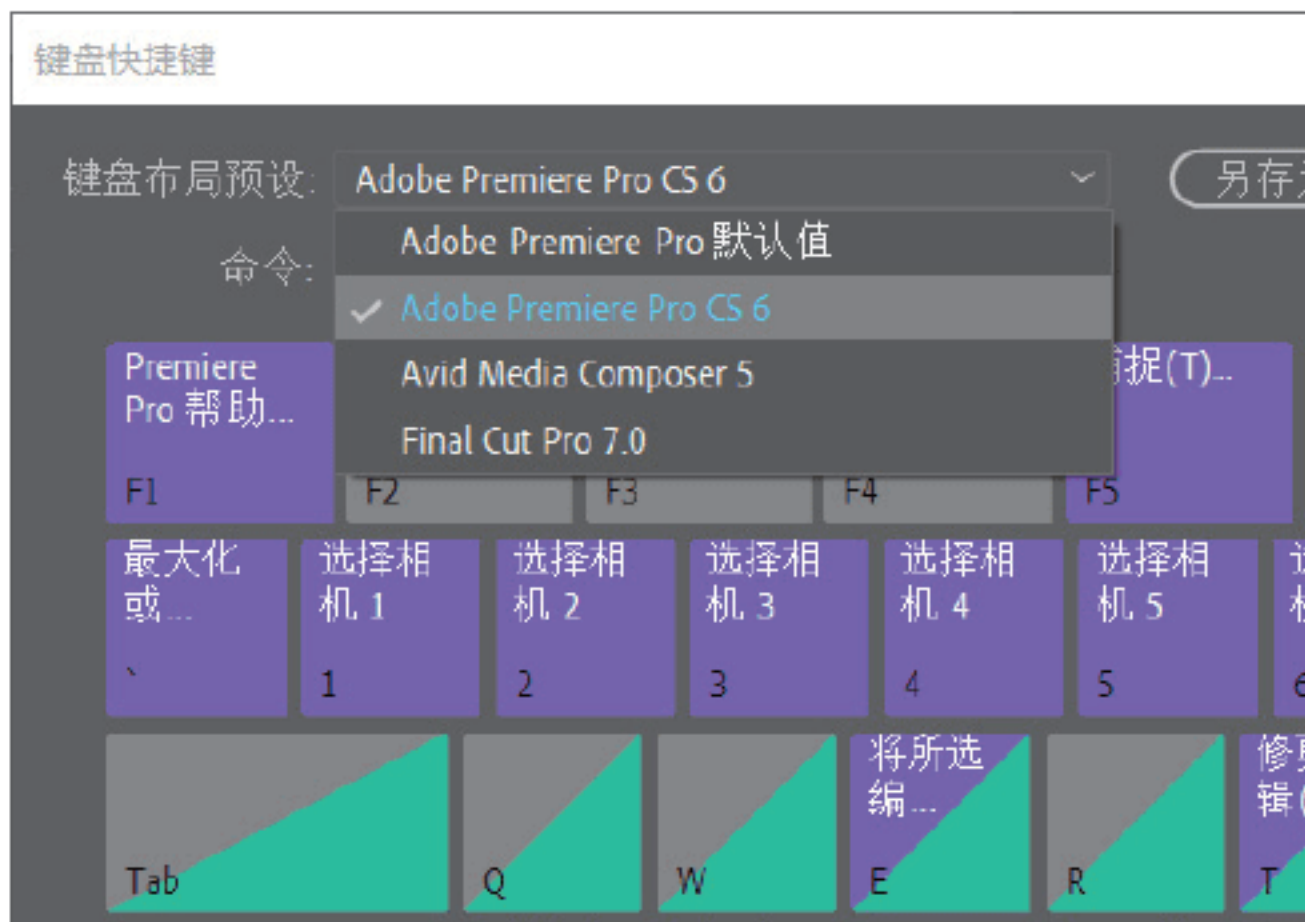 键盘快捷键
键盘布局预设: Adobe Premiere Pro CS 6
另存
Adobe Premiere Pro 默认值
命令:
Adobe Premiere Pro CS 6
Avid Media Composer 5
Final Cut Pro 7.0
Premiere
Pro 帮助...
捉(T)...
F1 F2 F3 F4 F5
最大化 选择相 选择相 选择相 选择相 选择相
或... 机 1 机 2 机 3 机 4 机 5
` 1 2 3 4 5
将所选
编...
辑(
Tab Q W E R T